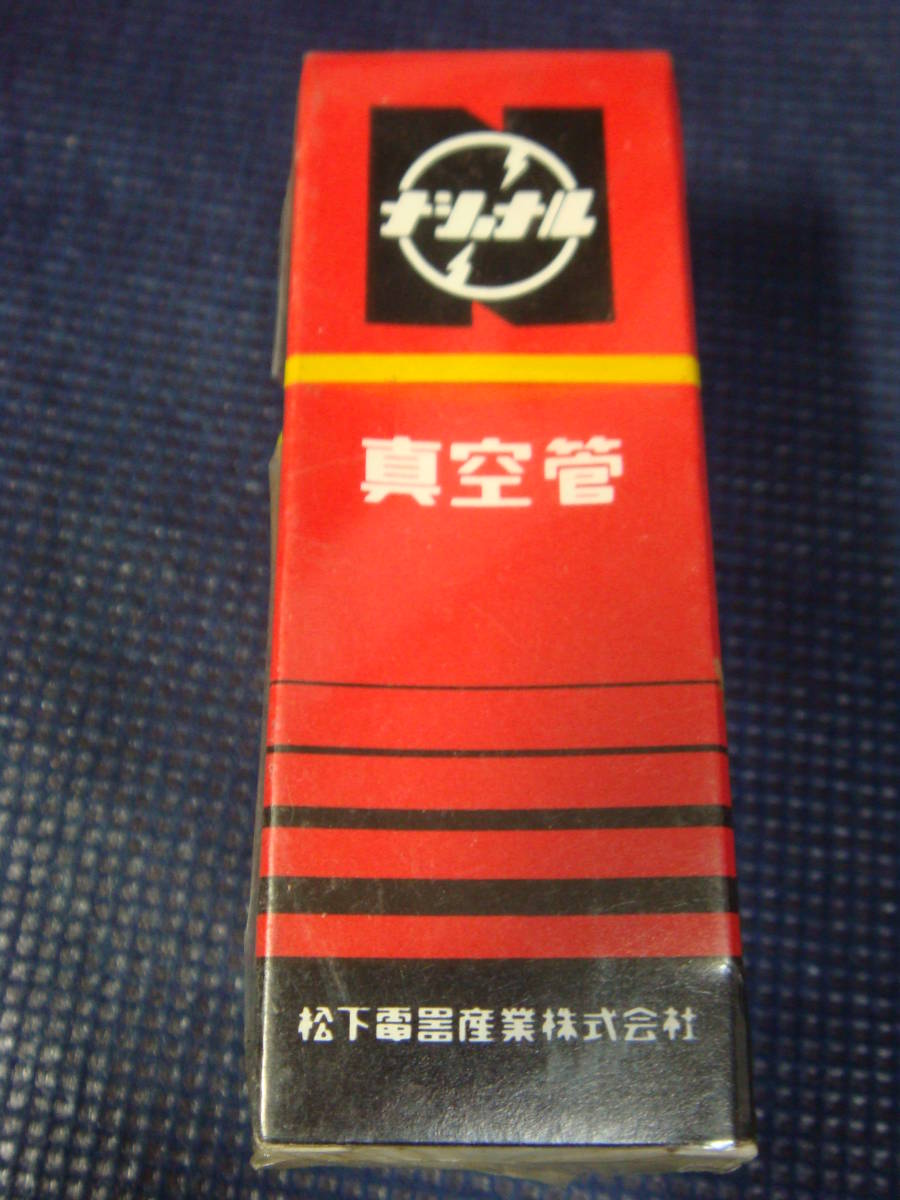 ナショナル
真空管
松下電器産業株式会社